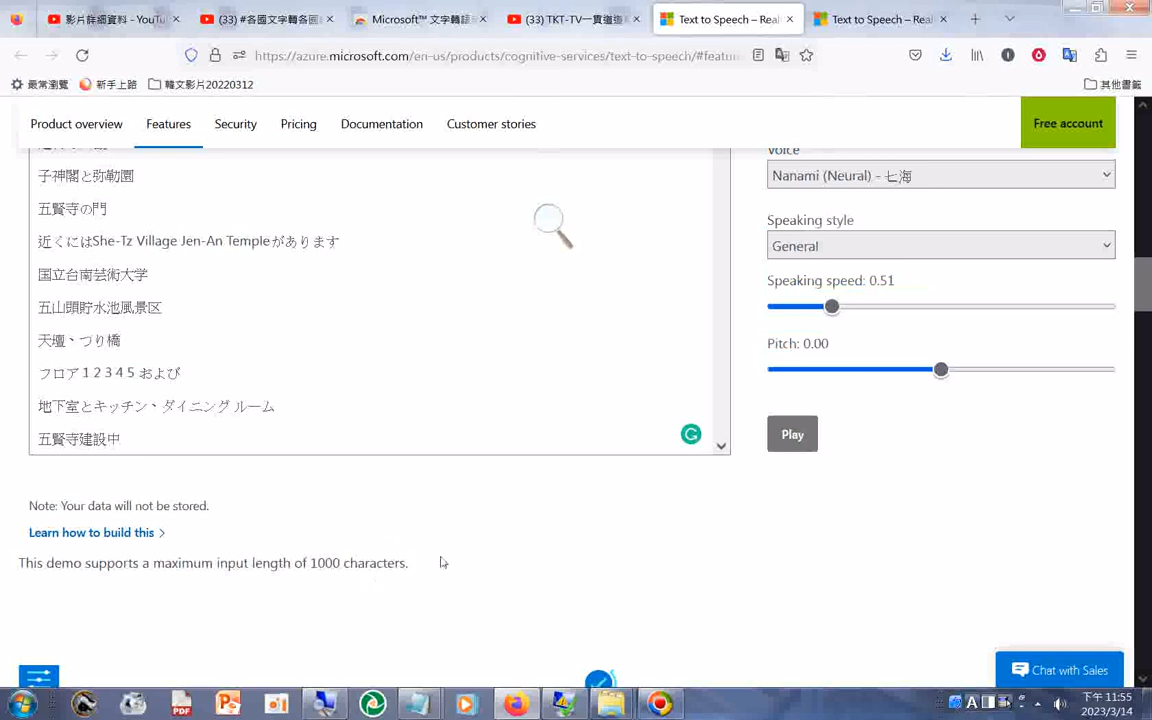 影片詳細資料 - YouTu
(33) #各國文字轉各國
Microsoft™ 文字轉語
(33) TKT-TV一貫道
Text to Speech – Real
Text to Speech – Real
https://azure.microsoft.com/en-us/products/cognitive-services/text-to-speech/#featur
最常瀏覽
新手上路
韓文影片20220312
其他書籤
Product overview
Features
Security
Pricing
Documentation
Customer stories
Free account
Voice
子神閣と弥勒園
Nanami (Neural) - 七海
五賢寺の門
Speaking style
近くにはShe-Tz Village Jen-An Templeがあります
General
国立台南芸術大学
Speaking speed: 0.51
五山頭貯水池風景区
天壇、つり橋
Pitch: 0.00
フロア 1 2 3 4 5 および
地下室とキッチン、ダイニング ルーム
五賢寺建設中
Play
Note: Your data will not be stored.
Learn how to build this
This demo supports a maximum input length of 1000 characters.
Chat with Sales
PDF
A
下午 11:55
2023/3/14